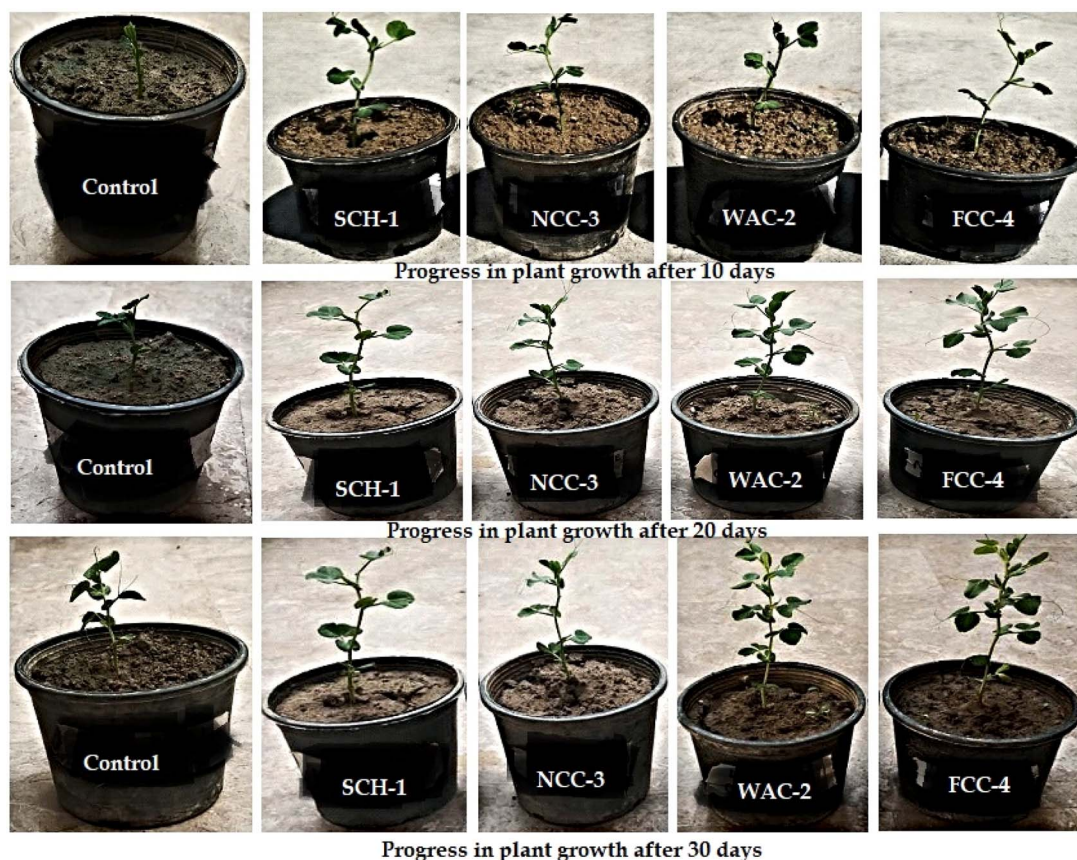 Control
SCH-1
NCC-3
WAC-2
FCC-4
Progress in plant growth after 10 days
Control
SCH-1
NCC-3
WAC-2
FCC-4
Progress in plant growth after 20 days
Control
SCH-1
NCC-3
WAC-2
FCC-4
Progress in plant growth after 30 days